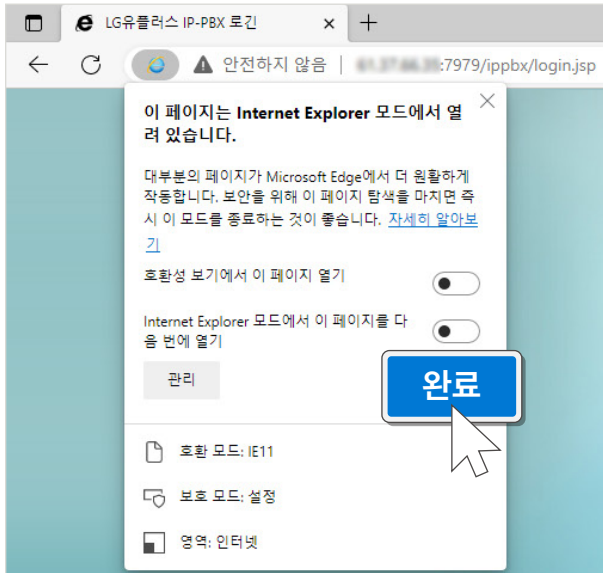 LG유플러스 IP-PBX 로긴
안전하지 않음 | :7979/ippbx/login.jsp
이 페이지는 Internet Explorer 모드에서 열
려 있습니다.
대부분의 페이지가 Microsoft Edge에서 더 원활하게
작동합니다. 보안을 위해 이 페이지 탐색을 마치면 즉
시 이 모드를 종료하는 것이 좋습니다. 자세히 알아보
기
호환성 보기에서 이 페이지 열기
Internet Explorer 모드에서 이 페이지를 다
음 번에 열기
관리
완료
호환 모드: IE11
보호 모드: 설정
영역: 인터넷